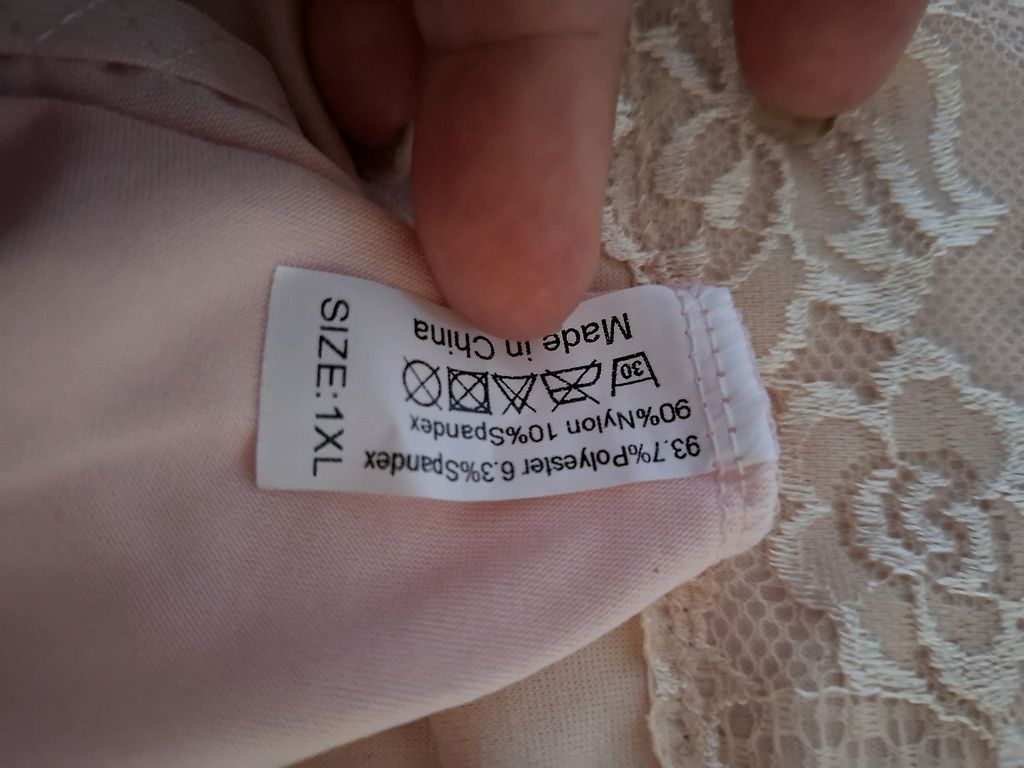 93.7%Polyester 6.3%Spandex
90%Nylon 10%Spandex
30
Made in China
SIZE:1XL